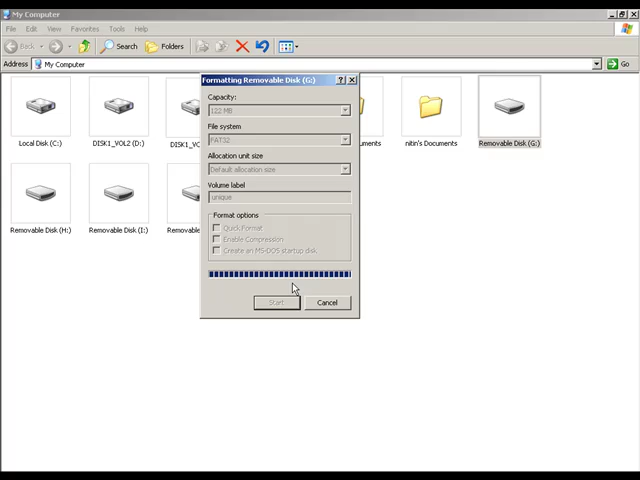 My Computer
File Edit View Favorites Tools Help
Back Search Folders
Address My Computer Go
Formatting Removable Disk (G:)
Capacity:
122 MB
File system
FAT32
Allocation unit size
Default allocation size
Volume label
unique
Format options
Quick Format
Enable Compression
Create an MS-DOS startup disk
Start Cancel
Local Disk (C:) DISK1_VOL2 (D:) nitin's Documents Removable Disk (G:)
Removable Disk (H:) Removable Disk (I:)